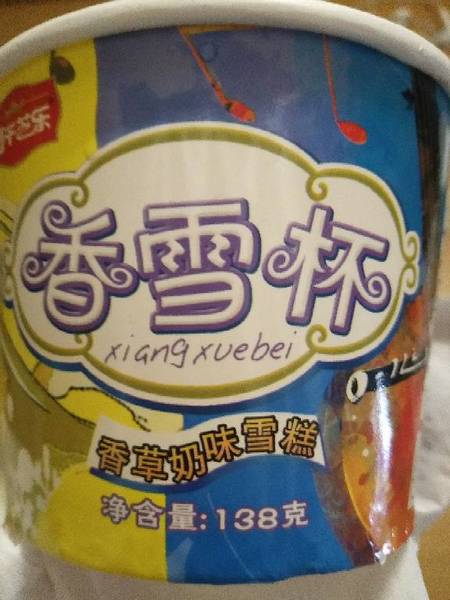 香雪杯
xiangxuebei
香草奶味雪糕
净含量:138克